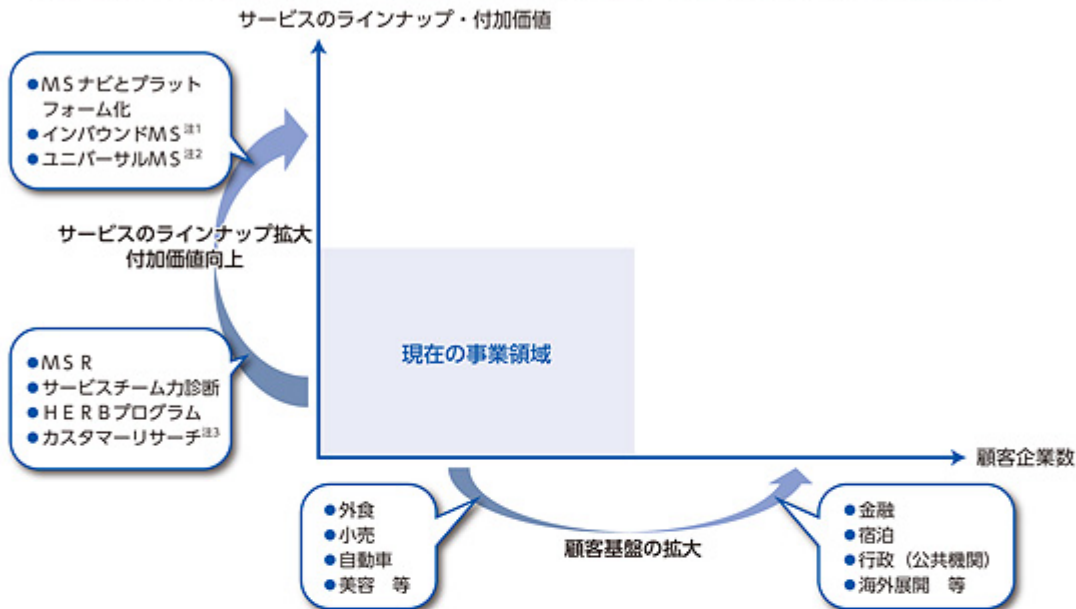 サービスのラインナップ・付加価値
●MSナビとプラット
フォーム化
●インバウンドMS注1
●ユニバーサルMS注2
サービスのラインナップ拡大
付加価値向上
●MSR
●サービスチーム力診断
●HERBプログラム
●カスタマーリサーチ注3
現在の事業領域
顧客企業数
●外食
●小売
●自動車
●美容　等
顧客基盤の拡大
●金融
●宿泊
●行政（公共機関）
●海外展開　等